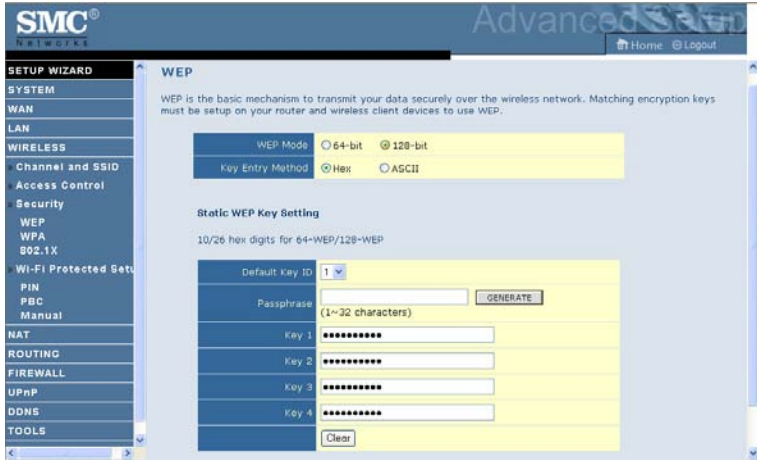 SMC®
Networks
Advanced Setup
Home Logout
SETUP WIZARD
SYSTEM
WAN
LAN
WIRELESS
Channel and SSID
Access Control
Security
WEP
WPA
802.1X
Wi-Fi Protected Setu
PIN
PBC
Manual
NAT
ROUTING
FIREWALL
UPnP
DDNS
TOOLS
WEP
WEP is the basic mechanism to transmit your data securely over the wireless network. Matching encryption keys
must be setup on your router and wireless client devices to use WEP.
WEP Mode 64-bit 128-bit
Key Entry Method Hex ASCII
Static WEP Key Setting
10/26 hex digits for 64-WEP/128-WEP
Default Key ID 1
Passphrase GENERATE
(1~32 characters)
Key 1 ••••••••••
Key 2 ••••••••••
Key 3 ••••••••••
Key 4 ••••••••••
Clear